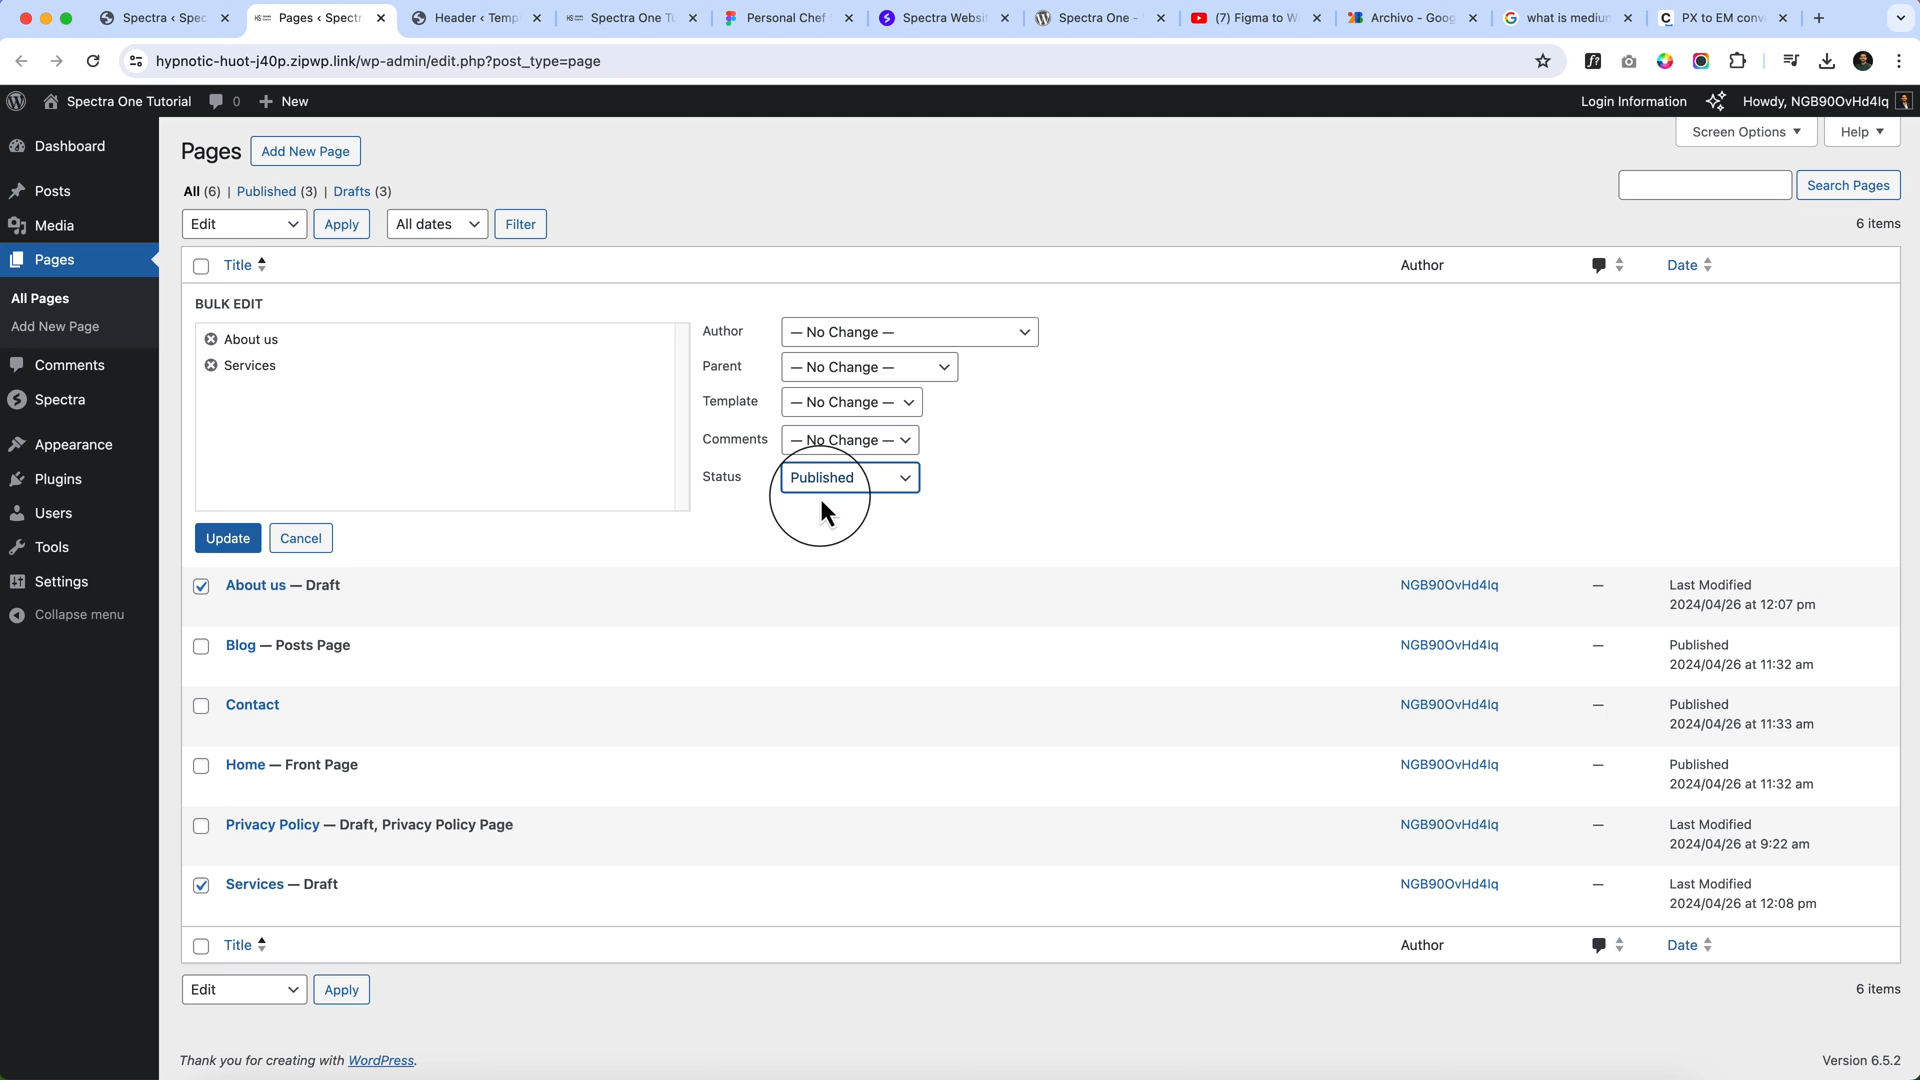 Spectra ‹ Spec
Pages ‹ Spectr
Header ‹ Temp
Spectra One Tu
Personal Chef
Spectra Websit
Spectra One -
(7) Figma to W
Archivo - Goog
what is medium
PX to EM conv
hypnotic-huot-j40p.zipwp.link/wp-admin/edit.php?post_type=page
Spectra One Tutorial
0
New
Login Information
Howdy, NGB90OvHd4lq
Dashboard
Posts
Media
Pages
All Pages
Add New Page
Comments
Spectra
Appearance
Plugins
Users
Tools
Settings
Collapse menu
Pages
Add New Page
Screen Options
Help
All (6) | Published (3) | Drafts (3)
Search Pages
Edit
Apply
All dates
Filter
6 items
Title
Author
Date
BULK EDIT
About us
Services
Author
— No Change —
Parent
— No Change —
Template
— No Change —
Comments
— No Change —
Status
Published
Update
Cancel
About us — Draft
NGB90OvHd4lq
—
Last Modified
2024/04/26 at 12:07 pm
Blog — Posts Page
NGB90OvHd4lq
—
Published
2024/04/26 at 11:32 am
Contact
NGB90OvHd4lq
—
Published
2024/04/26 at 11:33 am
Home — Front Page
NGB90OvHd4lq
—
Published
2024/04/26 at 11:32 am
Privacy Policy — Draft, Privacy Policy Page
NGB90OvHd4lq
—
Last Modified
2024/04/26 at 9:22 am
Services — Draft
NGB90OvHd4lq
—
Last Modified
2024/04/26 at 12:08 pm
Title
Author
Date
Edit
Apply
6 items
Thank you for creating with WordPress.
Version 6.5.2